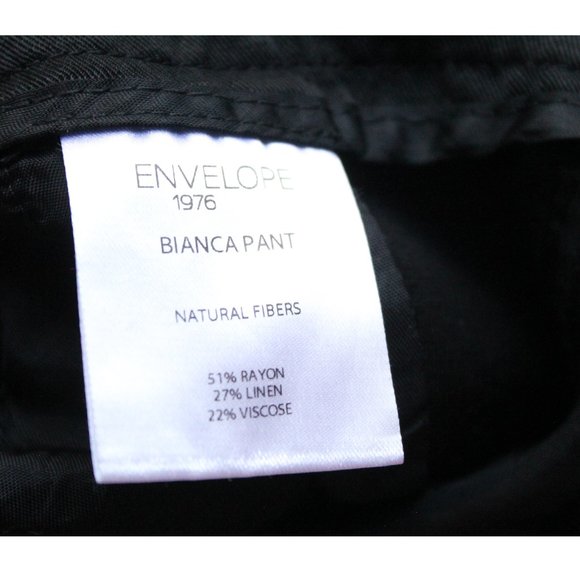 ENVELOPE
1976
BIANCA PANT
NATURAL FIBERS
51% RAYON
27% LINEN
22% VISCOSE